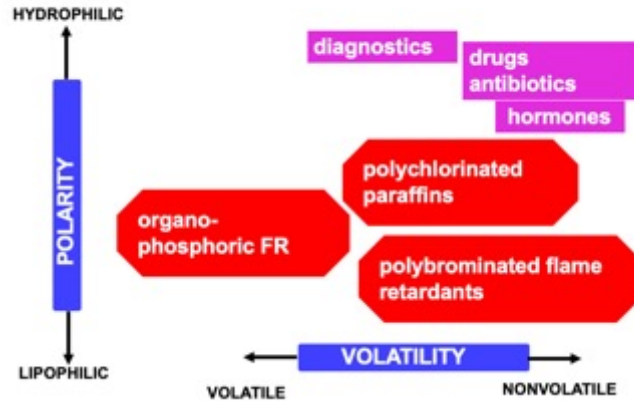 HYDROPHILIC
diagnostics
drugs
antibiotics
hormones
POLARITY
polychlorinated
paraffins
organo-
phosphoric FR
polybrominated flame
retardants
LIPOPHILIC
VOLATILITY
VOLATILE
NONVOLATILE